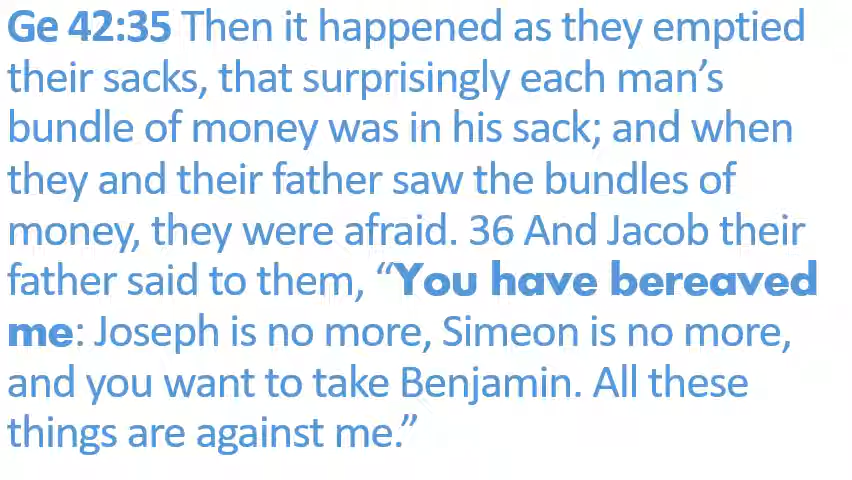 Ge 42:35 Then it happened as they emptied
their sacks, that surprisingly each man’s
bundle of money was in his sack; and when
they and their father saw the bundles of
money, they were afraid. 36 And Jacob their
father said to them, “You have bereaved
me: Joseph is no more, Simeon is no more,
and you want to take Benjamin. All these
things are against me.”